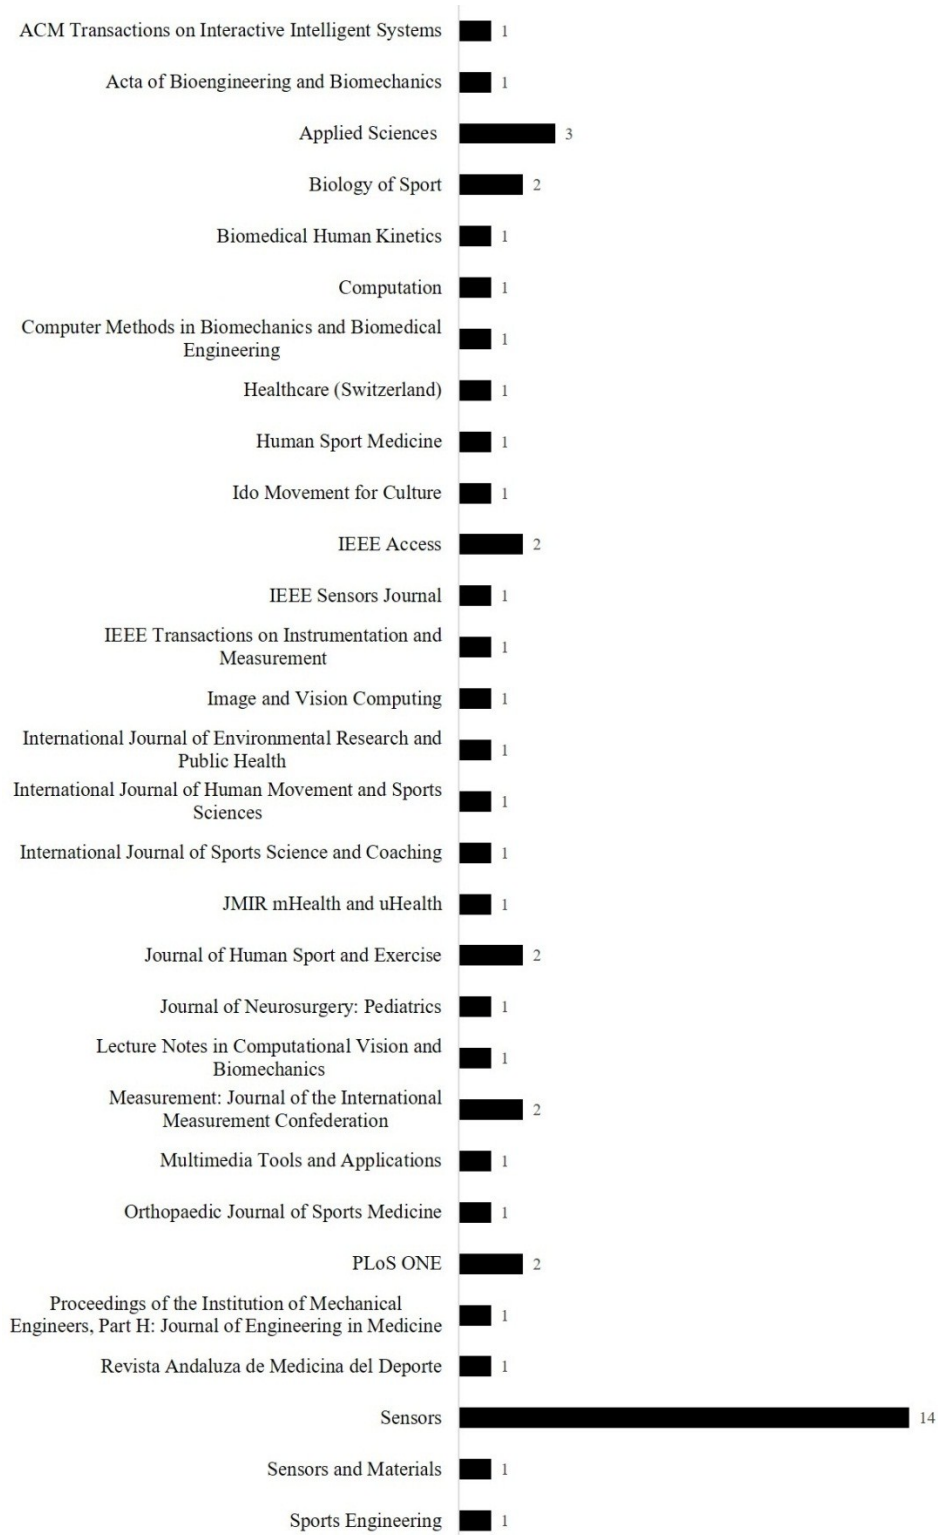 ACM Transactions on Interactive Intelligent Systems 1
Acta of Bioengineering and Biomechanics 1
Applied Sciences 3
Biology of Sport 2
Biomedical Human Kinetics 1
Computation 1
Computer Methods in Biomechanics and Biomedical
Engineering 1
Healthcare (Switzerland) 1
Human Sport Medicine 1
Ido Movement for Culture 1
IEEE Access 2
IEEE Sensors Journal 1
IEEE Transactions on Instrumentation and
Measurement 1
Image and Vision Computing 1
International Journal of Environmental Research and
Public Health 1
International Journal of Human Movement and Sports
Sciences 1
International Journal of Sports Science and Coaching 1
JMIR mHealth and uHealth 1
Journal of Human Sport and Exercise 2
Journal of Neurosurgery: Pediatrics 1
Lecture Notes in Computational Vision and
Biomechanics 1
Measurement: Journal of the International
Measurement Confederation 2
Multimedia Tools and Applications 1
Orthopaedic Journal of Sports Medicine 1
PLoS ONE 2
Proceedings of the Institution of Mechanical
Engineers, Part H: Journal of Engineering in Medicine 1
Revista Andaluza de Medicina del Deporte 1
Sensors 14
Sensors and Materials 1
Sports Engineering 1